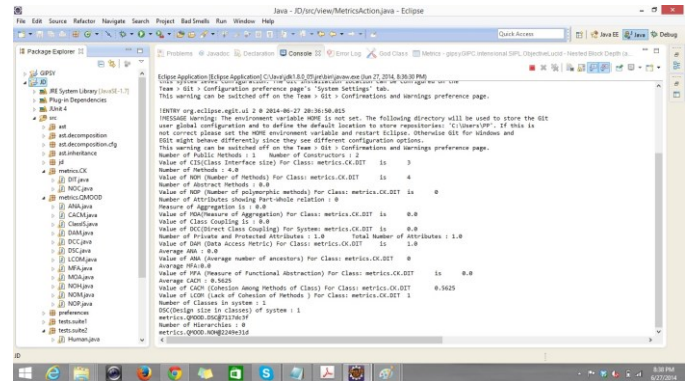 Java - JD/src/view/MetricsAction.java - Eclipse
File Edit Source Refactor Navigate Search Project Bad Smells Run Window Help
Quick Access
Java EE
Java
Debug
Package Explorer
Problems
Javadoc
Declaration
Console
Error Log
God Class
Metrics - gipsy/GIPC intensional SIPL ObjectiveLucid - Nested Block Depth (a...
Eclipse Application [Eclipse Application] C:\Java\jdk1.8.0_05\jre\bin\javaw.exe (Jun 27, 2014, 8:36:30 PM)
GIPSY
JD
JRE System Library [JavaSE-1.7]
Plug-in Dependencies
JUnit 4
src
ast
ast.decomposition
ast.decomposition.cfg
ast.inheritance
jd
metrics.CK
DIT.java
NOC.java
metrics.QMOOD
ANA.java
CACM.java
ClassIS.java
DAM.java
DCC.java
DSC.java
LCOM.java
MFA.java
MOA.java
NOH.java
NOM.java
NOP.java
preferences
tests.suite1
tests.suite2
Human.java
Team > Git > Configuration preference page's 'System Settings' tab.
This warning can be switched off on the Team > Git > Confirmations and Warnings preference page.
!ENTRY org.eclipse.egit.ui 2 0 2014-06-27 20:36:50.015
!MESSAGE Warning: The environment variable HOME is not set. The following directory will be used to store the Git
user global configuration and to define the default location to store repositories: 'C:\Users\PP'. If this is
not correct please set the HOME environment variable and restart Eclipse. Otherwise Git for Windows and
EGit might behave differently since they see different configuration options.
This warning can be switched off on the Team > Git > Confirmations and Warnings preference page.
Number of Public Methods : 1 Number of Constructors : 2
Value of CIS(Class Interface size) For Class: metrics.CK.DIT is 3
Number of Methods : 4.0
Value of NOM (Number of Methods) For Class: metrics.CK.DIT is 4
Number of Abstract Methods : 0.0
Value of NOP (Number of polymorphic methods) For Class: metrics.CK.DIT is 0
Number of Attributes showing Part-Whole relation : 0
Measure of Aggregation is : 0.0
Value of MOA(Measure of Aggregation) For Class: metrics.CK.DIT is 0.0
Value of Class Coupling is : 0.0
Value of DCC(Direct Class Coupling) For System: metrics.CK.DIT is 0.0
Number of Private and Protected Attributes : 1.0 Total Number of Attributes : 1.0
Value of DAM (Data Access Metric) For Class: metrics.CK.DIT is 1.0
Average ANA : 0.0
Value of ANA (Average number of ancestors) For Class: metrics.CK.DIT 0
Avarage MFA:0.0
Value of MFA (Measure of Functional Abstraction) For Class: metrics.CK.DIT is 0.0
Average CACM : 0.5625
Value of CACM (Cohesion Among Methods of Class) For Class: metrics.CK.DIT 0.5625
Value of LCOM (Lack of Cohesion of Methods ) For Class: metrics.CK.DIT 1
Number of Classes in system : 1
DSC(Design size in classes) of system : 1
metrics.QMOOD.DSC@7117dc3f
Number of Hierarchies : 0
metrics.QMOOD.NOH@2249e31d
JD
8:38 PM
6/27/2014